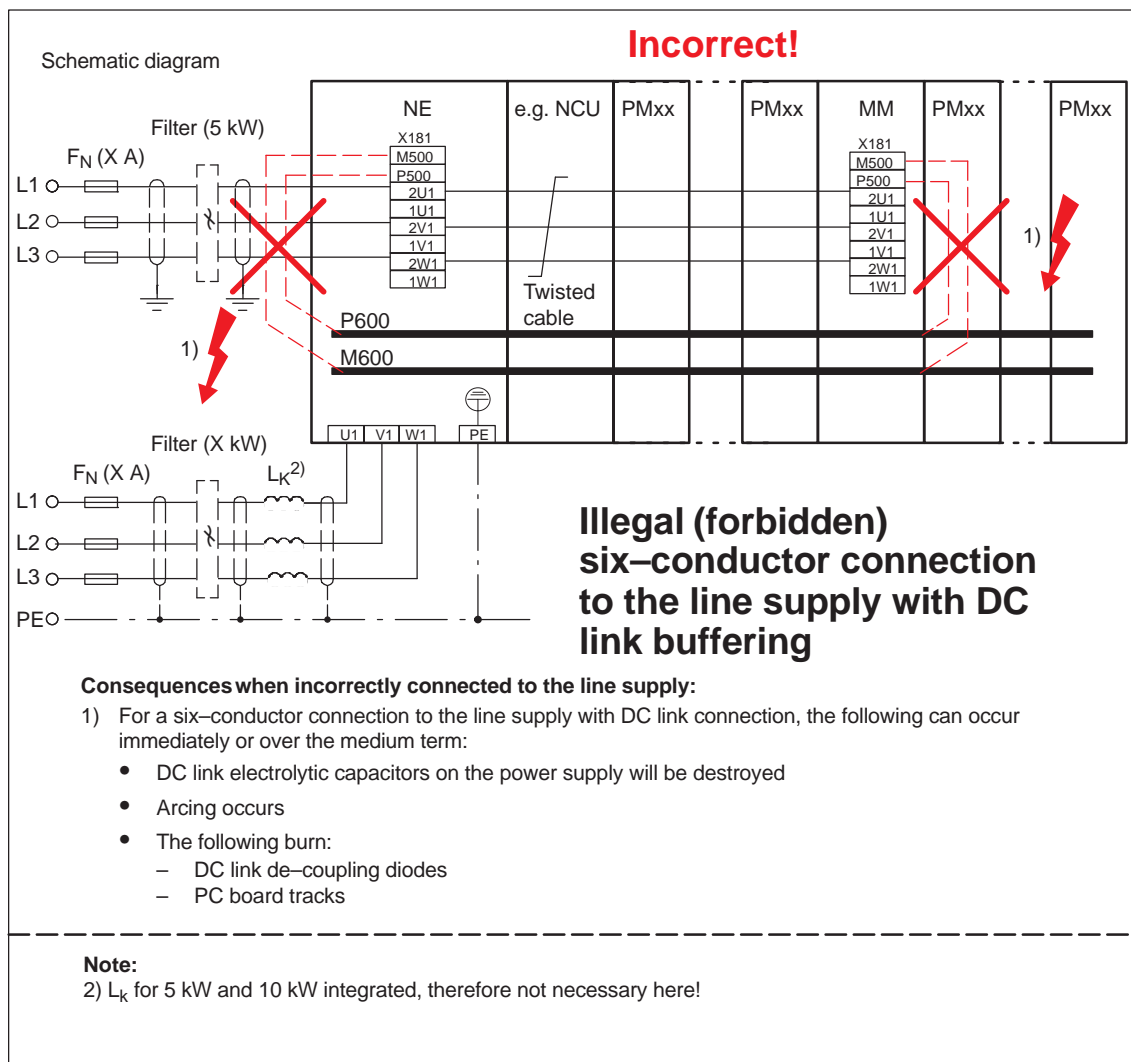 Incorrect!
Schematic diagram
NE
e.g. NCU
PMxx
PMxx
MM
PMxx
PMxx
Filter (5 kW)
FN (X A)
L1
L2
L3
X181
M500
P500
2U1
1U1
2V1
1V1
2W1
1W1
X181
M500
P500
2U1
1U1
2V1
1V1
2W1
1W1
1)
Twisted
cable
P600
M600
1)
U1 V1 W1 PE
Filter (X kW)
FN (X A)
LK2)
L1
L2
L3
PE
Illegal (forbidden)
six–conductor connection
to the line supply with DC
link buffering
Consequences when incorrectly connected to the line supply:
1) For a six–conductor connection to the line supply with DC link connection, the following can occur
immediately or over the medium term:
• DC link electrolytic capacitors on the power supply will be destroyed
• Arcing occurs
• The following burn:
– DC link de–coupling diodes
– PC board tracks
Note:
2) Lk for 5 kW and 10 kW integrated, therefore not necessary here!